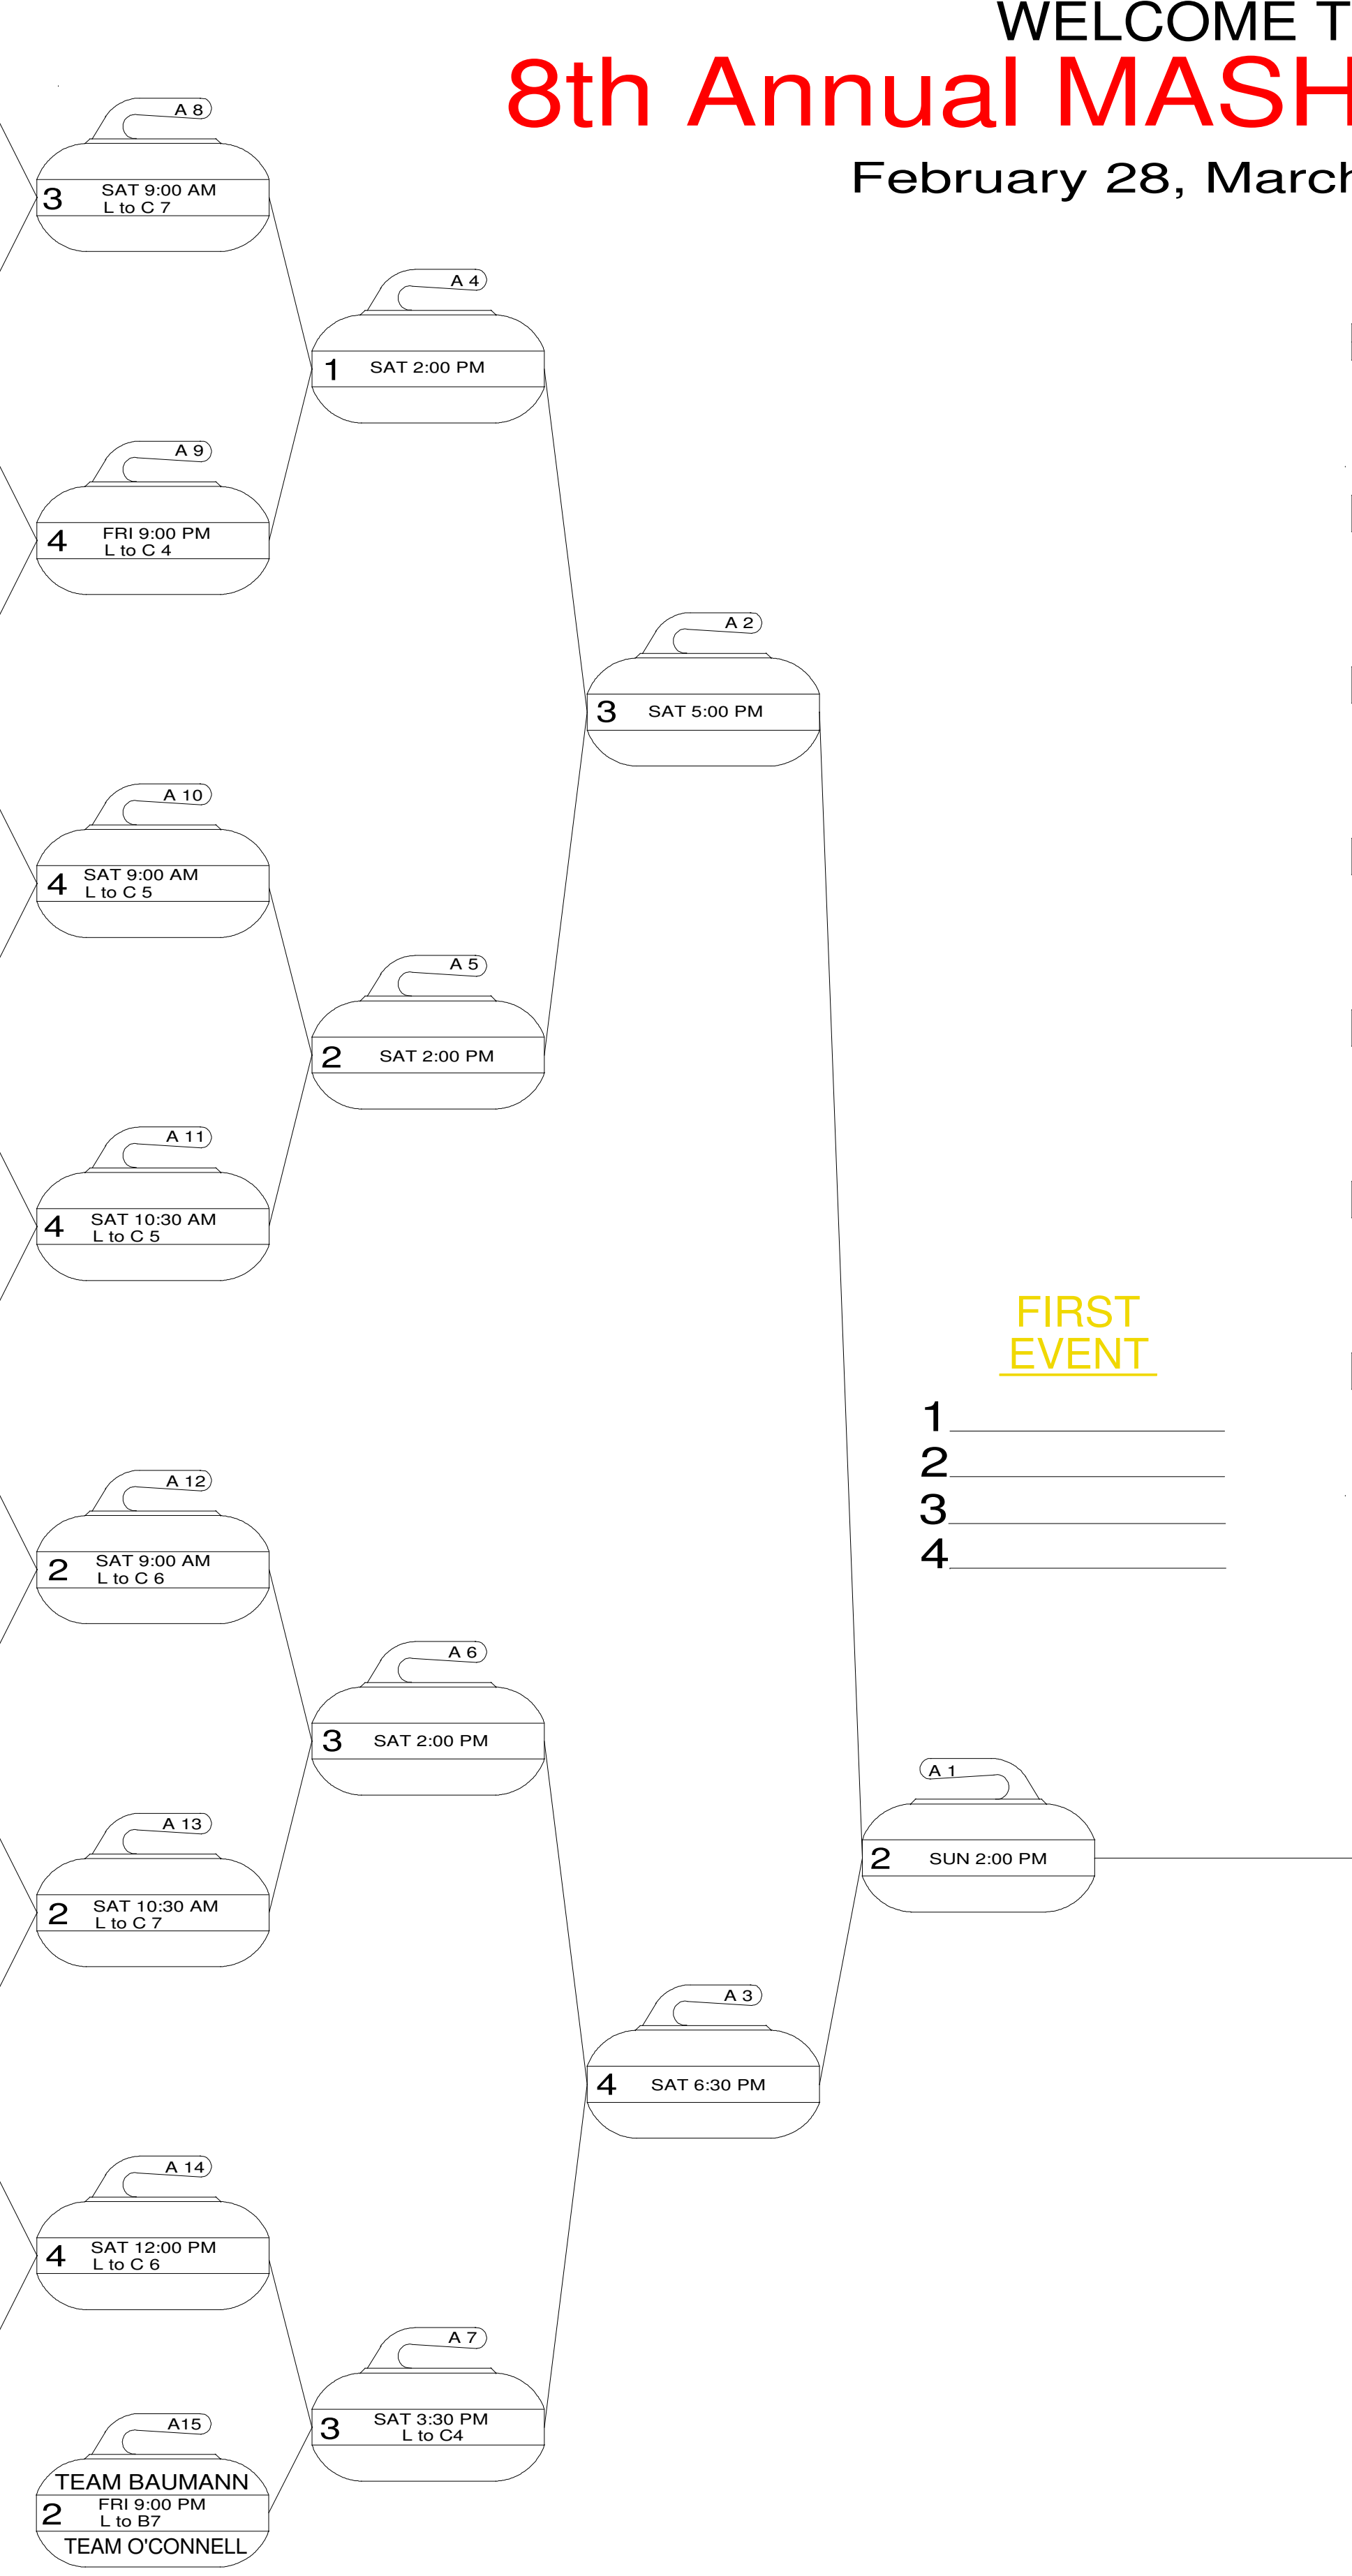 WELCOME T
8th Annual MASH
February 28, March
A 8
3
SAT 9:00 AM
L to C 7
A 4
1
SAT 2:00 PM
A 9
4
FRI 9:00 PM
L to C 4
A 2
3
SAT 5:00 PM
A 10
4
SAT 9:00 AM
L to C 5
A 5
2
SAT 2:00 PM
A 11
4
SAT 10:30 AM
L to C 5
FIRST
EVENT
1
2
3
4
A 12
2
SAT 9:00 AM
L to C 6
A 6
3
SAT 2:00 PM
A 1
2
SUN 2:00 PM
A 13
2
SAT 10:30 AM
L to C 7
A 3
4
SAT 6:30 PM
A 14
4
SAT 12:00 PM
L to C 6
A 7
3
SAT 3:30 PM
L to C4
A15
TEAM BAUMANN
2
FRI 9:00 PM
L to B7
TEAM O'CONNELL